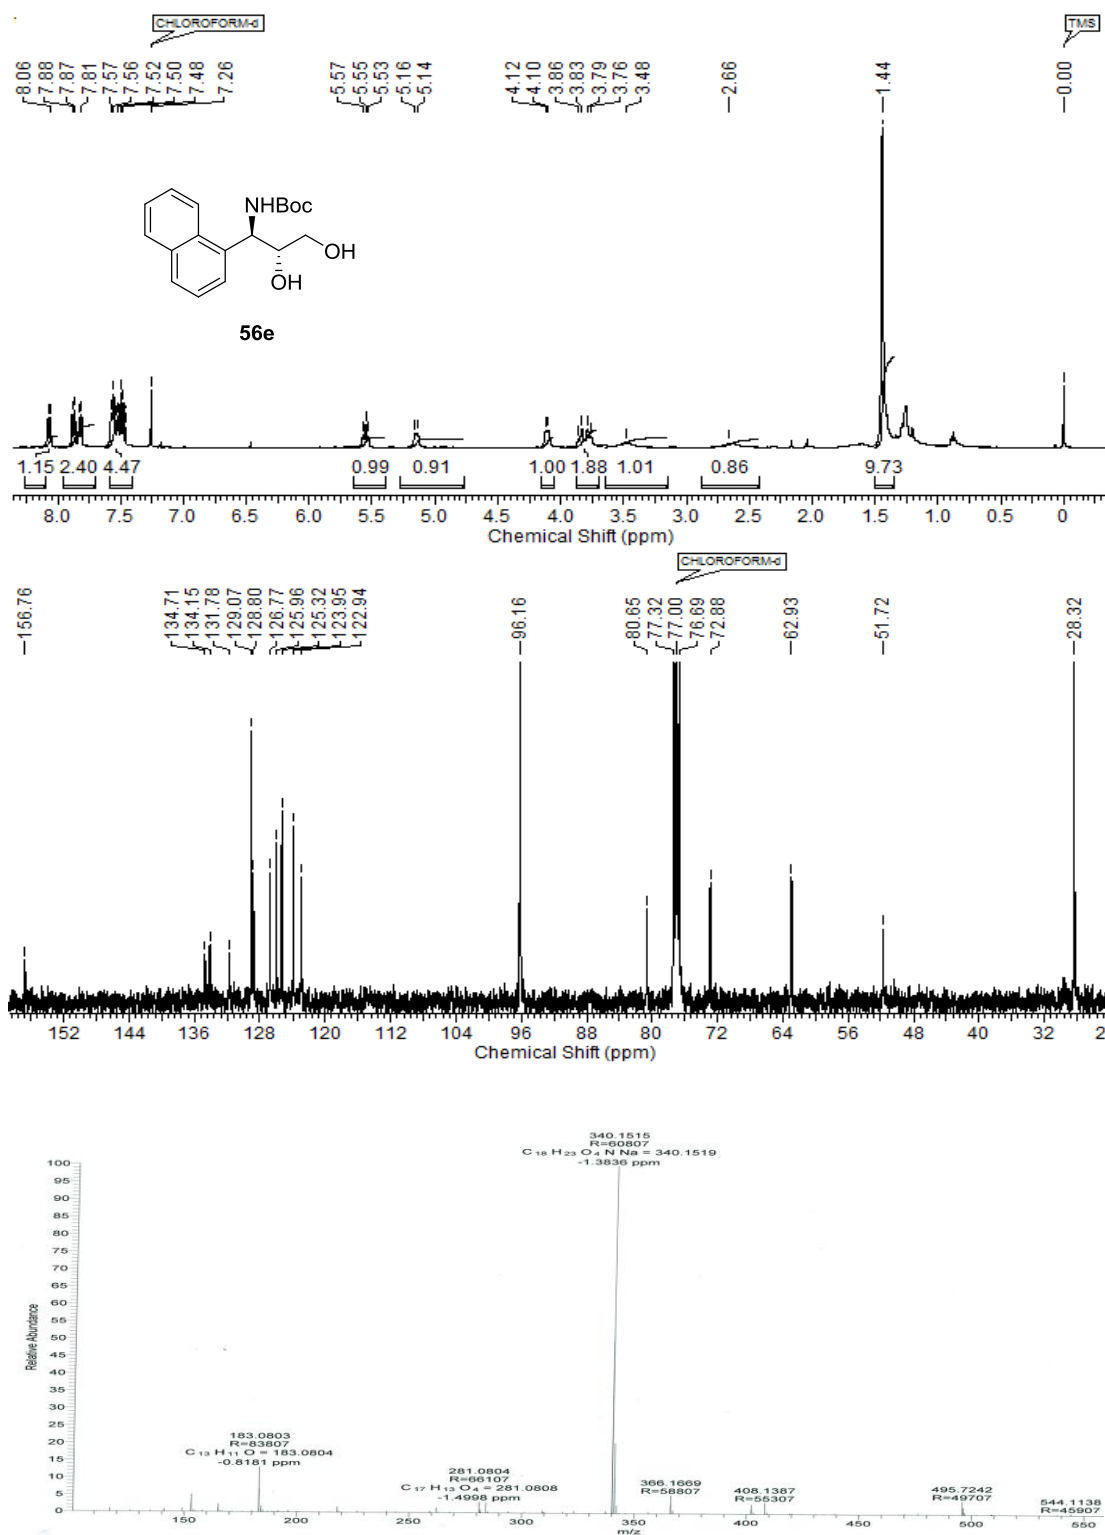 CHLOROFORM-d
TMS
8.06
7.88
7.87
7.81
7.57
7.56
7.52
7.50
7.48
7.26
5.57
5.55
5.53
5.16
5.14
4.12
4.10
3.86
3.83
3.79
3.76
3.48
2.66
1.44
0.00
NHBoc
OH
OH
56e
1.15 2.40 4.47 0.99 0.91 1.00 1.88 1.01 0.86 9.73
8.0 7.5 7.0 6.5 6.0 5.5 5.0 4.5 4.0 3.5 3.0 2.5 2.0 1.5 1.0 0.5 0
Chemical Shift (ppm)
CHLOROFORM-d
156.76
134.71
134.15
131.78
129.07
128.80
126.77
125.96
125.32
123.95
122.94
96.16
80.65
77.32
77.00
76.69
72.88
62.93
51.72
28.32
152 144 136 128 120 112 104 96 88 80 72 64 56 48 40 32 2
Chemical Shift (ppm)
340.1515
R=60807
C18 H23 O4 N Na = 340.1519
-1.3836 ppm
100
95
90
85
80
75
70
65
60
55
50
45
40
35
30
25
20
15
10
5
0
Relative Abundance
183.0803
R=83807
C13 H11 O = 183.0804
-0.8181 ppm
281.0804
R=66107
C17 H13 O4 = 281.0808
-1.4998 ppm
366.1669
R=58807
408.1387
R=55307
495.7242
R=49707
544.1138
R=45907
150 200 250 300 350 400 450 500 550
m/z